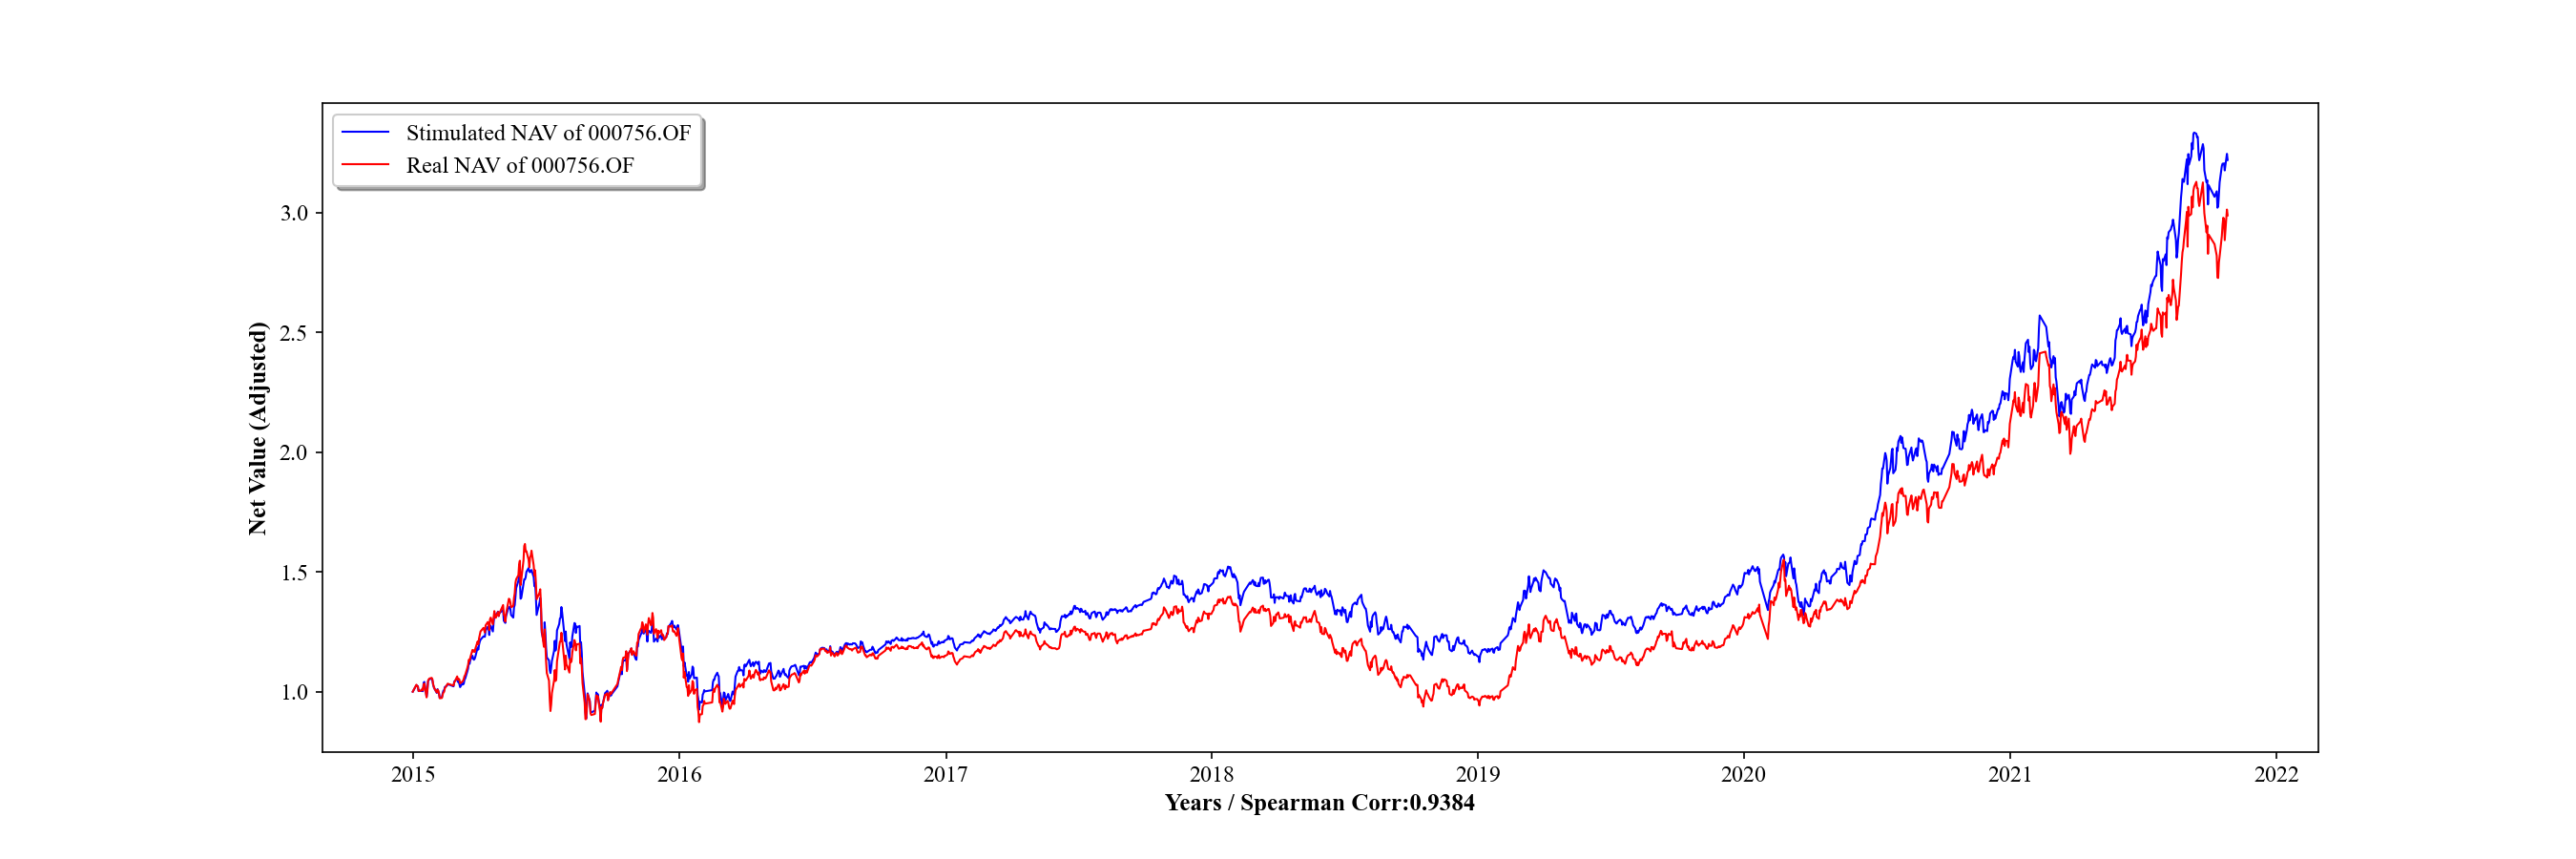 Stimulated NAV of 000756.OF
Real NAV of 000756.OF
Net Value (Adjusted)
3.0
2.5
2.0
1.5
1.0
2015 2016 2017 2018 2019 2020 2021 2022
Years / Spearman Corr:0.9384